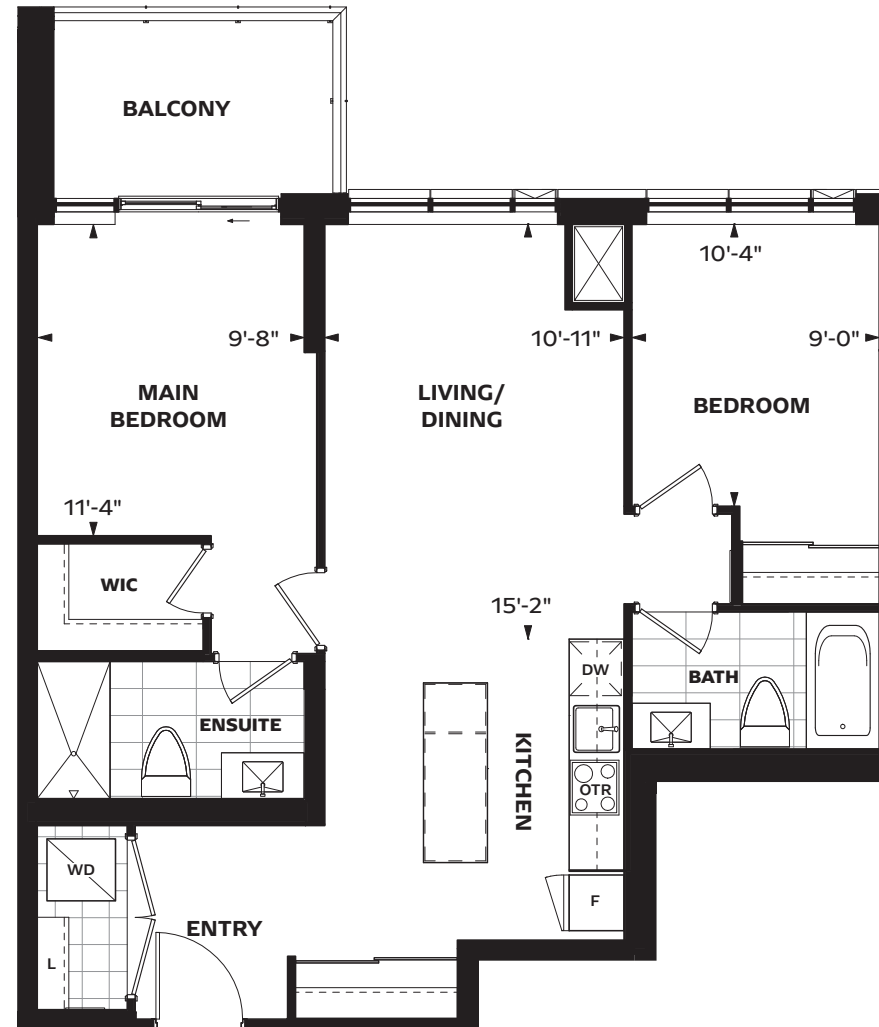 BALCONY
10'-4"
9'-8"
10'-11"
9'-0"
MAIN
BEDROOM
LIVING/
DINING
BEDROOM
11'-4"
WIC
15'-2"
DW
BATH
ENSUITE
KITCHEN
OTR
WD
F
ENTRY
L